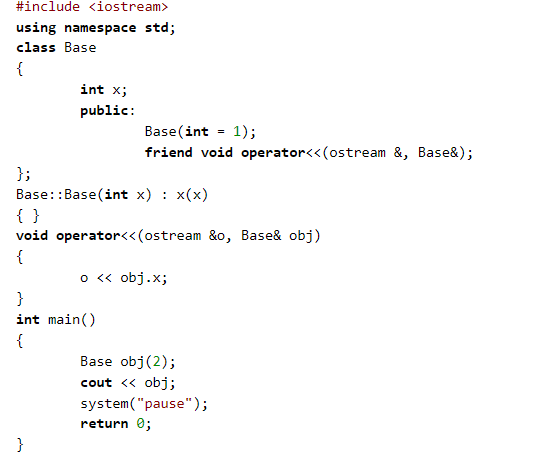 #include <iostream>
using namespace std;
class Base
{
        int x;
        public:
                Base(int = 1);
                friend void operator<<(ostream &, Base&);
};
Base::Base(int x) : x(x)
{ }
void operator<<(ostream &o, Base& obj)
{
        o << obj.x;
}
int main()
{
        Base obj(2);
        cout << obj;
        system("pause");
        return 0;
}